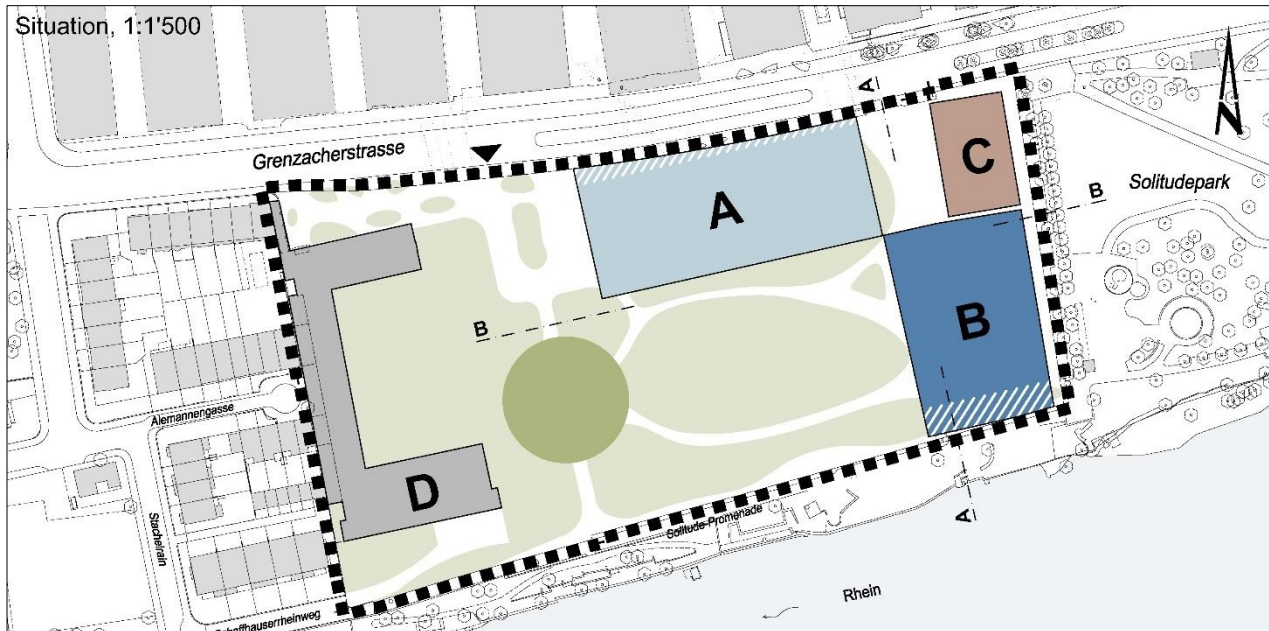 Situation, 1:1'500
A
N
Grenzacherstrasse
C
Solitudepark
A
B
B
B
Alemannengasse
D
Stachelrain
A
Solitude-Promenade
Rhein
Schaffhauserrheinweg